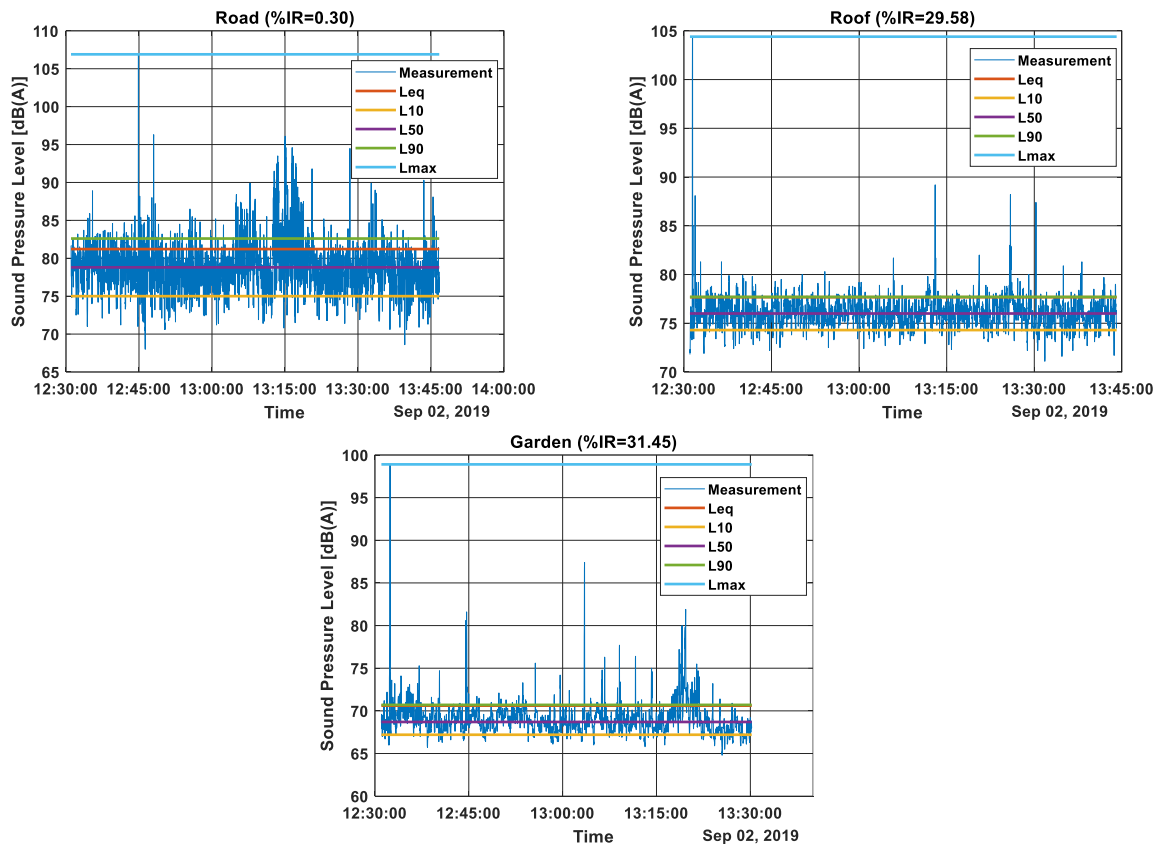 Road (%IR=0.30)
Sound Pressure Level [dB(A)]
110
105
100
95
90
85
80
75
70
65
Measurement
Leq
L10
L50
L90
Lmax
12:30:00 12:45:00 13:00:00 13:15:00 13:30:00 13:45:00 14:00:00
Time
Sep 02, 2019
Roof (%IR=29.58)
Sound Pressure Level [dB(A)]
105
100
95
90
85
80
75
70
Measurement
Leq
L10
L50
L90
Lmax
12:30:00 12:45:00 13:00:00 13:15:00 13:30:00 13:45:00
Time
Sep 02, 2019
Garden (%IR=31.45)
Sound Pressure Level [dB(A)]
100
95
90
85
80
75
70
65
60
Measurement
Leq
L10
L50
L90
Lmax
12:30:00 12:45:00 13:00:00 13:15:00 13:30:00
Time
Sep 02, 2019